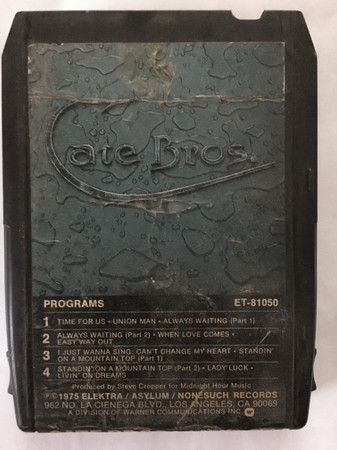 Cate Bros.
PROGRAMS ET-81050
1 TIME FOR US • UNION MAN • ALWAYS WAITING (Part 1)
2 ALWAYS WAITING (Part 2) • WHEN LOVE COMES •
EASY WAY OUT
3 I JUST WANNA SING • CAN'T CHANGE MY HEART • STANDIN'
ON A MOUNTAIN TOP (Part 1)
4 STANDIN' ON A MOUNTAIN TOP (Part 2) • LADY LUCK •
LIVIN' ON DREAMS
Produced by Steve Cropper for Midnight Hour Music
℗ © 1975 ELEKTRA / ASYLUM / NONESUCH RECORDS
962 NO. LA CIENEGA BLVD. LOS ANGELES, CA 90069
A DIVISION OF WARNER COMMUNICATIONS INC.